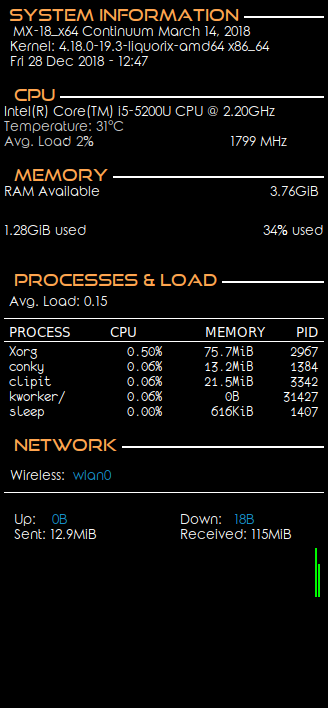 SYSTEM INFORMATION
MX-18_x64 Continuum March 14, 2018
Kernel: 4.18.0-19.3-liquorix-amd64 x86_64
Fri 28 Dec 2018 - 12:47
CPU
Intel(R) Core(TM) i5-5200U CPU @ 2.20GHz
Temperature: 31°C
Avg. Load 2% 1799 MHz
MEMORY
RAM Available 3.76GiB
1.28GiB used 34% used
PROCESSES & LOAD
Avg. Load: 0.15
PROCESS CPU MEMORY PID
Xorg 0.50% 75.7MiB 2967
conky 0.06% 13.2MiB 1384
clipit 0.06% 21.5MiB 3342
kworker/ 0.06% 0B 31427
sleep 0.00% 616KiB 1407
NETWORK
Wireless: wlan0
Up: 0B Down: 18B
Sent: 12.9MiB Received: 115MiB